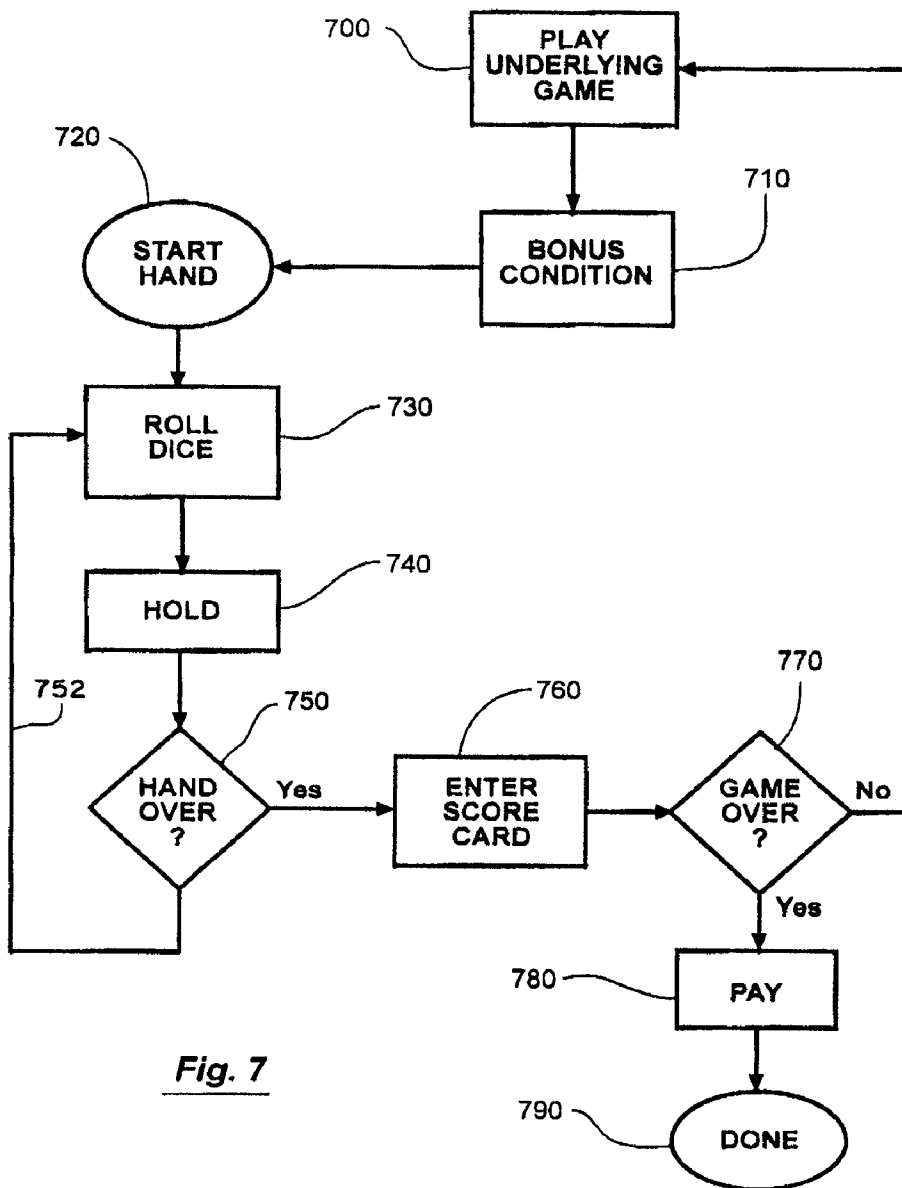 700
PLAY
UNDERLYING
GAME
720
710
START
HAND
BONUS
CONDITION
ROLL
DICE
730
740
HOLD
752
750
760
770
HAND
OVER
?
Yes
ENTER
SCORE
CARD
GAME
OVER
?
No
Yes
780
PAY
Fig. 7
790
DONE